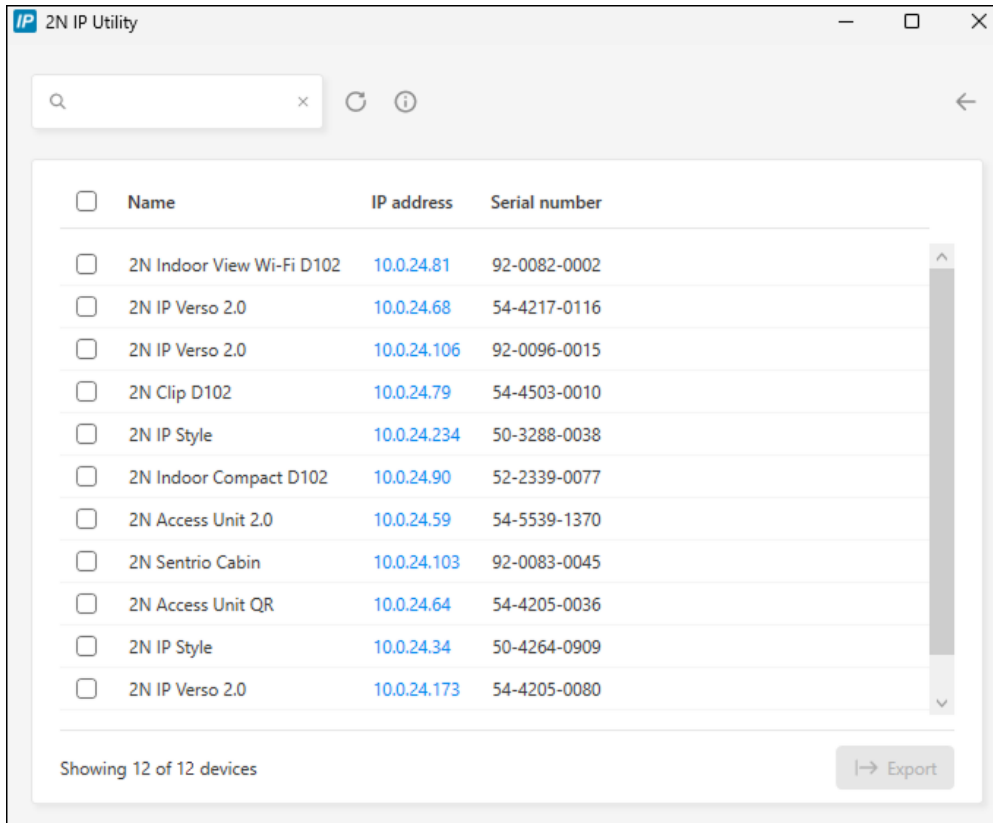 IP 2N IP Utility
Name IP address Serial number
2N Indoor View Wi-Fi D102 10.0.24.81 92-0082-0002
2N IP Verso 2.0 10.0.24.68 54-4217-0116
2N IP Verso 2.0 10.0.24.106 92-0096-0015
2N Clip D102 10.0.24.79 54-4503-0010
2N IP Style 10.0.24.234 50-3288-0038
2N Indoor Compact D102 10.0.24.90 52-2339-0077
2N Access Unit 2.0 10.0.24.59 54-5539-1370
2N Sentrio Cabin 10.0.24.103 92-0083-0045
2N Access Unit QR 10.0.24.64 54-4205-0036
2N IP Style 10.0.24.34 50-4264-0909
2N IP Verso 2.0 10.0.24.173 54-4205-0080
Showing 12 of 12 devices Export